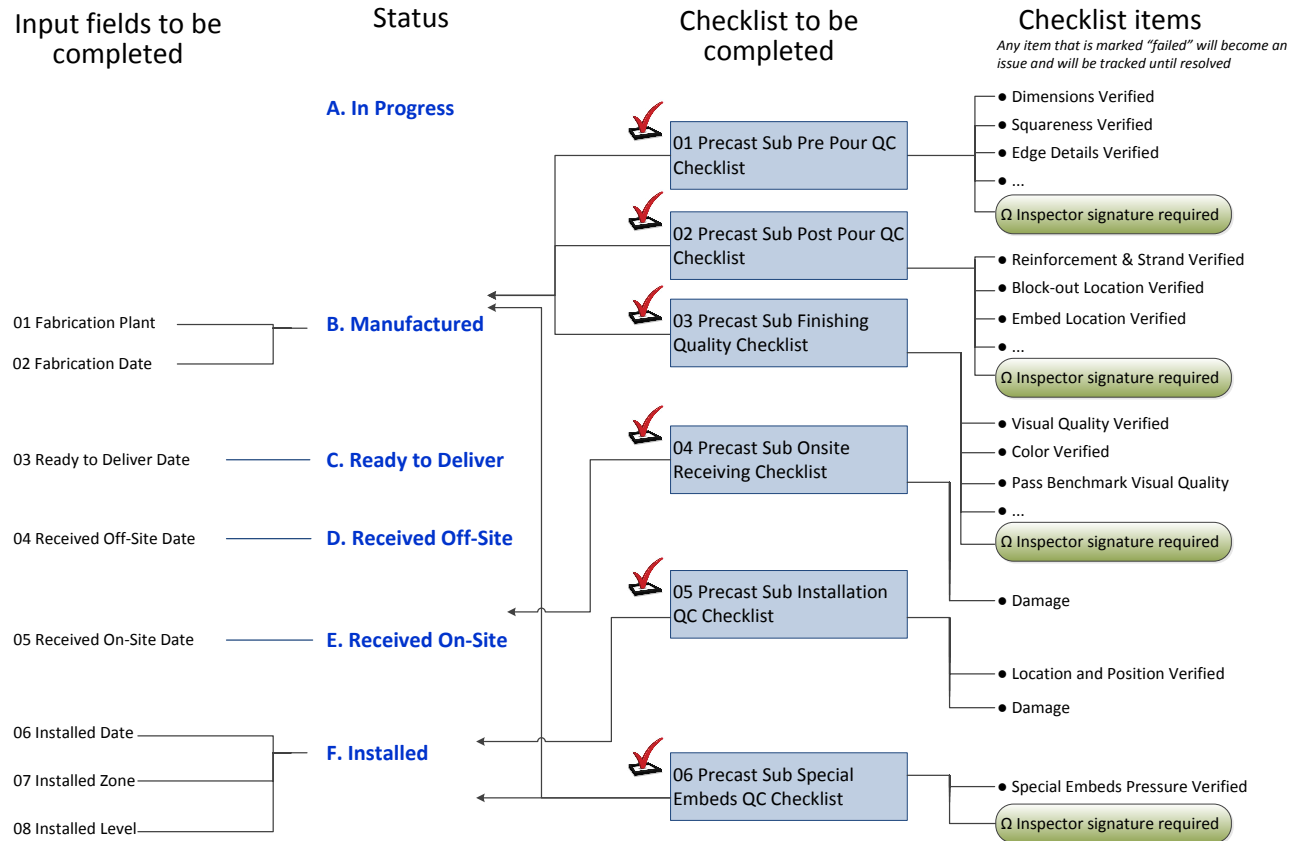 Input fields to be
completed
Status
Checklist to be
completed
Checklist items
Any item that is marked “failed” will become an
issue and will be tracked until resolved
01 Fabrication Plant
02 Fabrication Date
03 Ready to Deliver Date
04 Received Off-Site Date
05 Received On-Site Date
06 Installed Date
07 Installed Zone
08 Installed Level
A. In Progress
B. Manufactured
C. Ready to Deliver
D. Received Off-Site
E. Received On-Site
F. Installed
01 Precast Sub Pre Pour QC
Checklist
02 Precast Sub Post Pour QC
Checklist
03 Precast Sub Finishing
Quality Checklist
04 Precast Sub Onsite
Receiving Checklist
05 Precast Sub Installation
QC Checklist
06 Precast Sub Special
Embeds QC Checklist
● Dimensions Verified
● Squareness Verified
● Edge Details Verified
● ...
Ω Inspector signature required
● Reinforcement & Strand Verified
● Block-out Location Verified
● Embed Location Verified
● ...
Ω Inspector signature required
● Visual Quality Verified
● Color Verified
● Pass Benchmark Visual Quality
● ...
Ω Inspector signature required
● Damage
● Location and Position Verified
● Damage
● Special Embeds Pressure Verified
Ω Inspector signature required